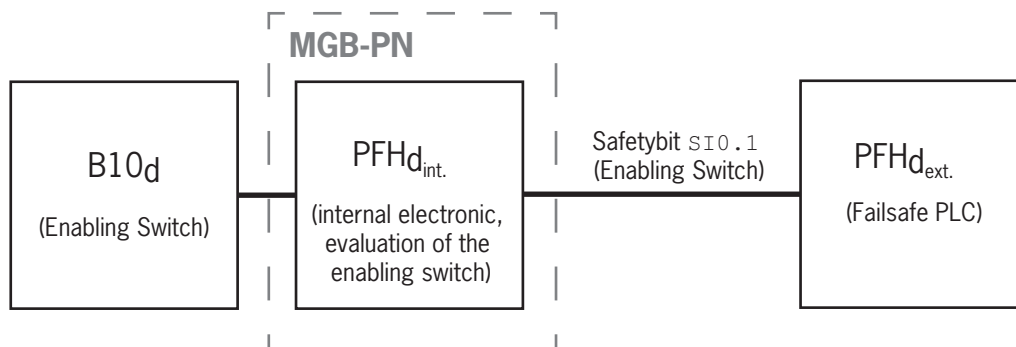 MGB-PN
B10d
(Enabling Switch)
PFHdint.
(internal electronic,
evaluation of the
enabling switch)
Safetybit SI0.1
(Enabling Switch)
PFHdext.
(Failsafe PLC)